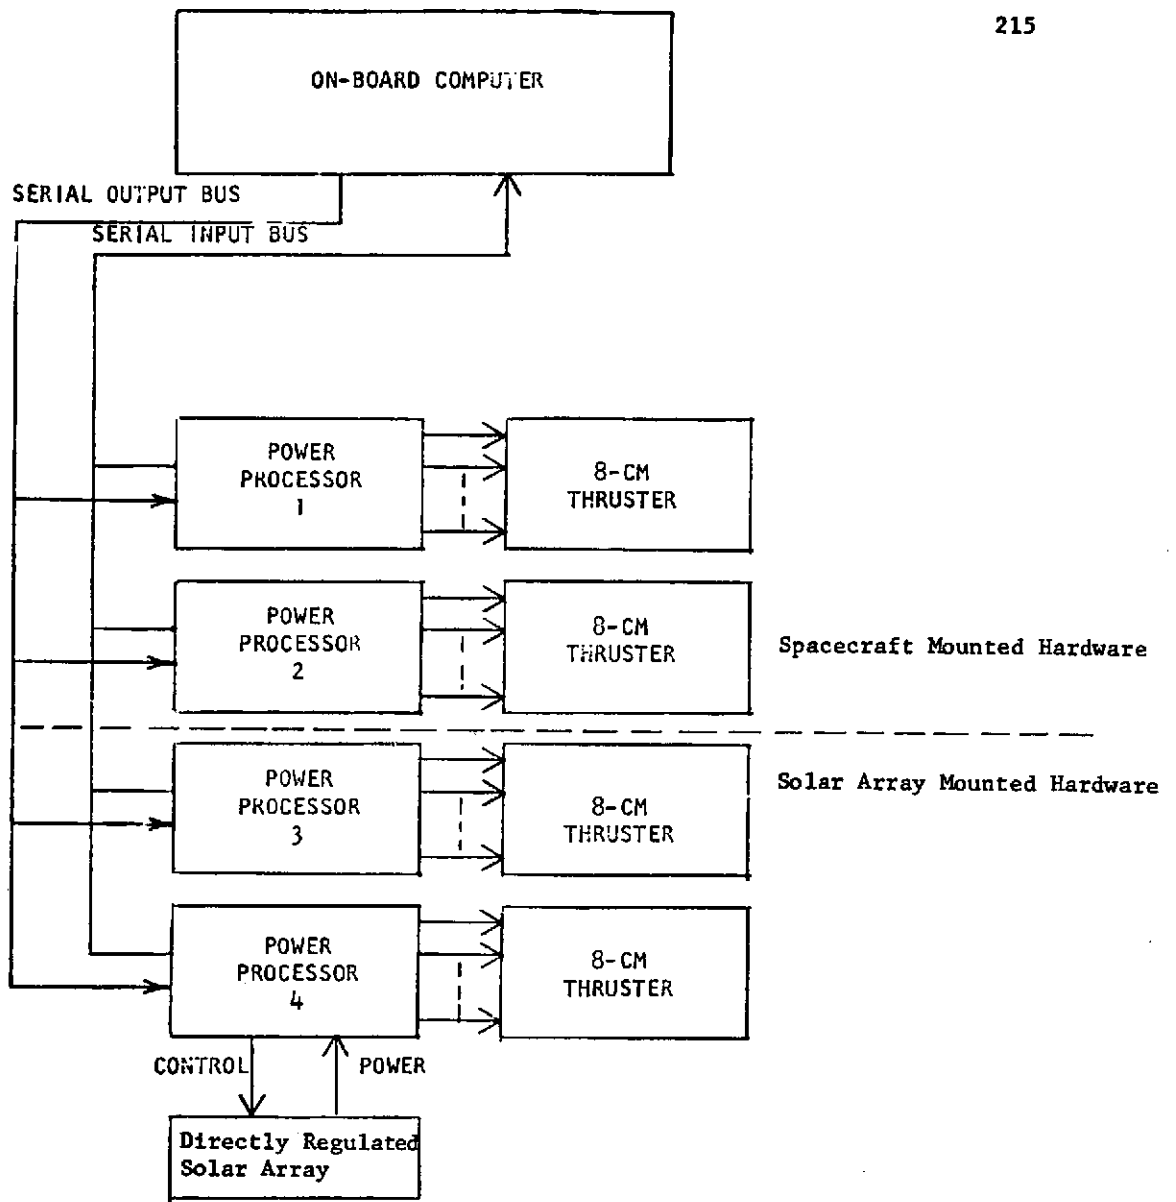 215
ON-BOARD COMPUTER
SERIAL OUTPUT BUS
SERIAL INPUT BUS
POWER
PROCESSOR
1
8-CM
THRUSTER
POWER
PROCESSOR
2
8-CM
THRUSTER
Spacecraft Mounted Hardware
POWER
PROCESSOR
3
8-CM
THRUSTER
Solar Array Mounted Hardware
POWER
PROCESSOR
4
8-CM
THRUSTER
CONTROL
POWER
Directly Regulated
Solar Array